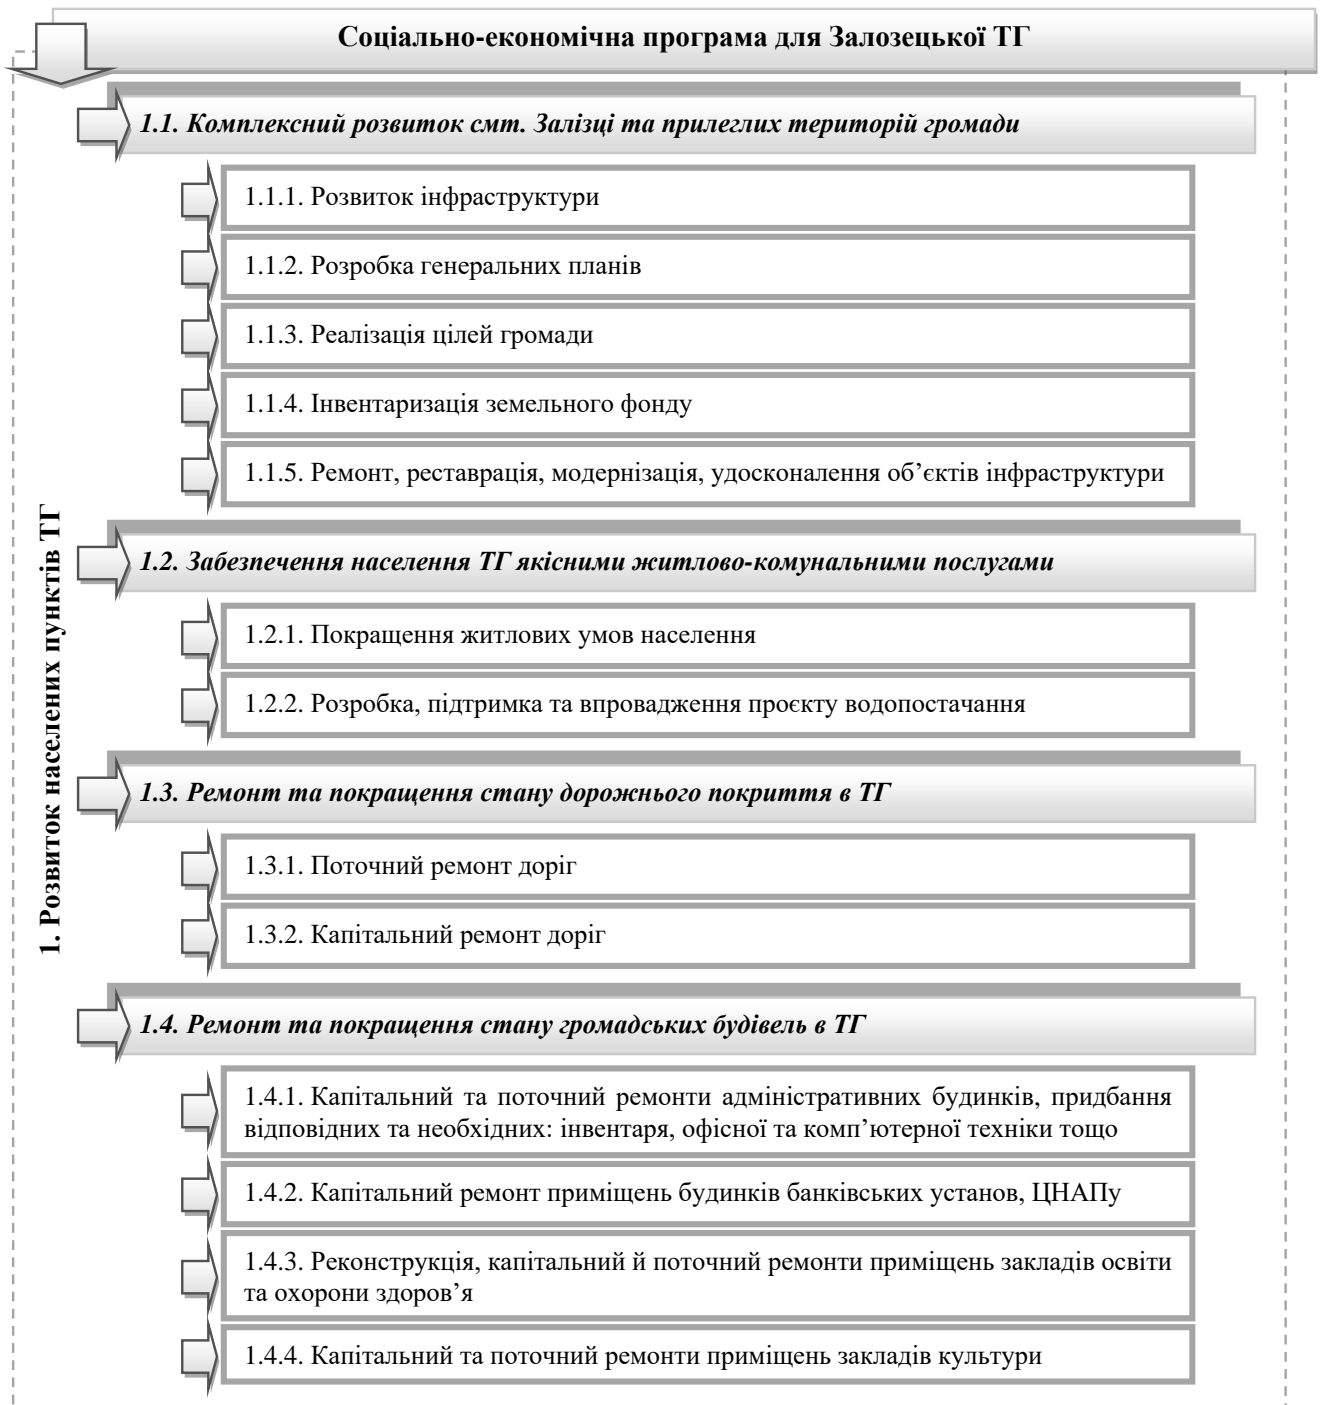 Соціально-економічна програма для Залозецької ТГ
1. Розвиток населених пунктів ТГ
1.1. Комплексний розвиток смт. Залізці та прилеглих територій громади
1.1.1. Розвиток інфраструктури
1.1.2. Розробка генеральних планів
1.1.3. Реалізація цілей громади
1.1.4. Інвентаризація земельного фонду
1.1.5. Ремонт, реставрація, модернізація, удосконалення об’єктів інфраструктури
1.2. Забезпечення населення ТГ якісними житлово-комунальними послугами
1.2.1. Покращення житлових умов населення
1.2.2. Розробка, підтримка та впровадження проєкту водопостачання
1.3. Ремонт та покращення стану дорожнього покриття в ТГ
1.3.1. Поточний ремонт доріг
1.3.2. Капітальний ремонт доріг
1.4. Ремонт та покращення стану громадських будівель в ТГ
1.4.1. Капітальний та поточний ремонти адміністративних будинків, придбання
відповідних та необхідних: інвентаря, офісної та комп’ютерної техніки тощо
1.4.2. Капітальний ремонт приміщень будинків банківських установ, ЦНАПу
1.4.3. Реконструкція, капітальний й поточний ремонти приміщень закладів освіти
та охорони здоров’я
1.4.4. Капітальний та поточний ремонти приміщень закладів культури